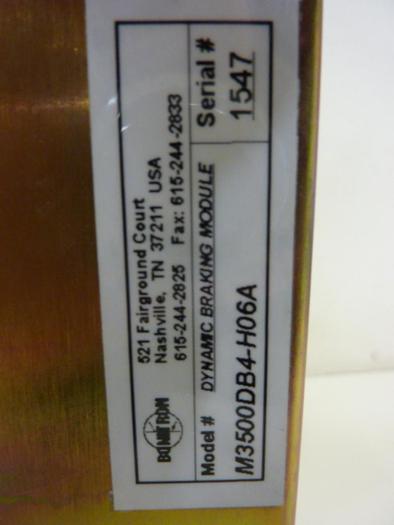 BONITRON
521 Fairground Court
Nashville, TN 37211 USA
615-244-2825 Fax: 615-244-2833
Model # DYNAMIC BRAKING MODULE
M3500DB4-H06A
Serial #
1547